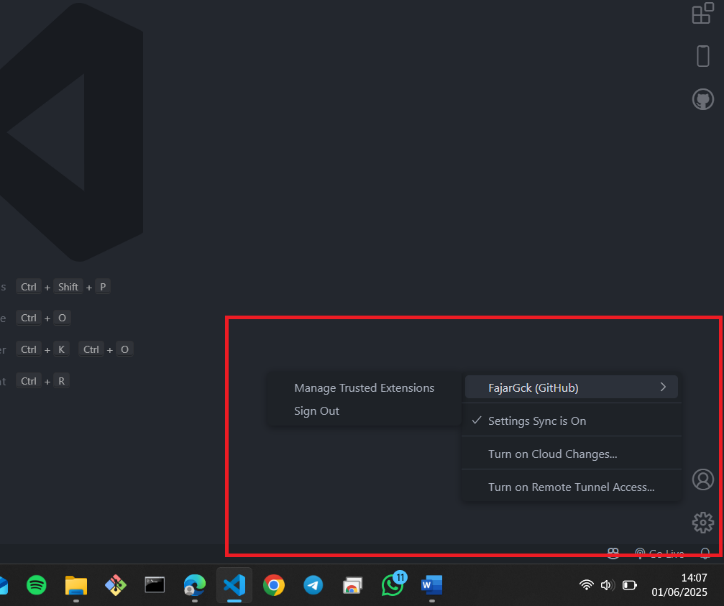 s Ctrl + Shift + P
e Ctrl + O
er Ctrl + K Ctrl + O
t Ctrl + R
Manage Trusted Extensions
Sign Out
FajarGck (GitHub)
Settings Sync is On
Turn on Cloud Changes...
Turn on Remote Tunnel Access...
Go Live
11
W
14:07
01/06/2025